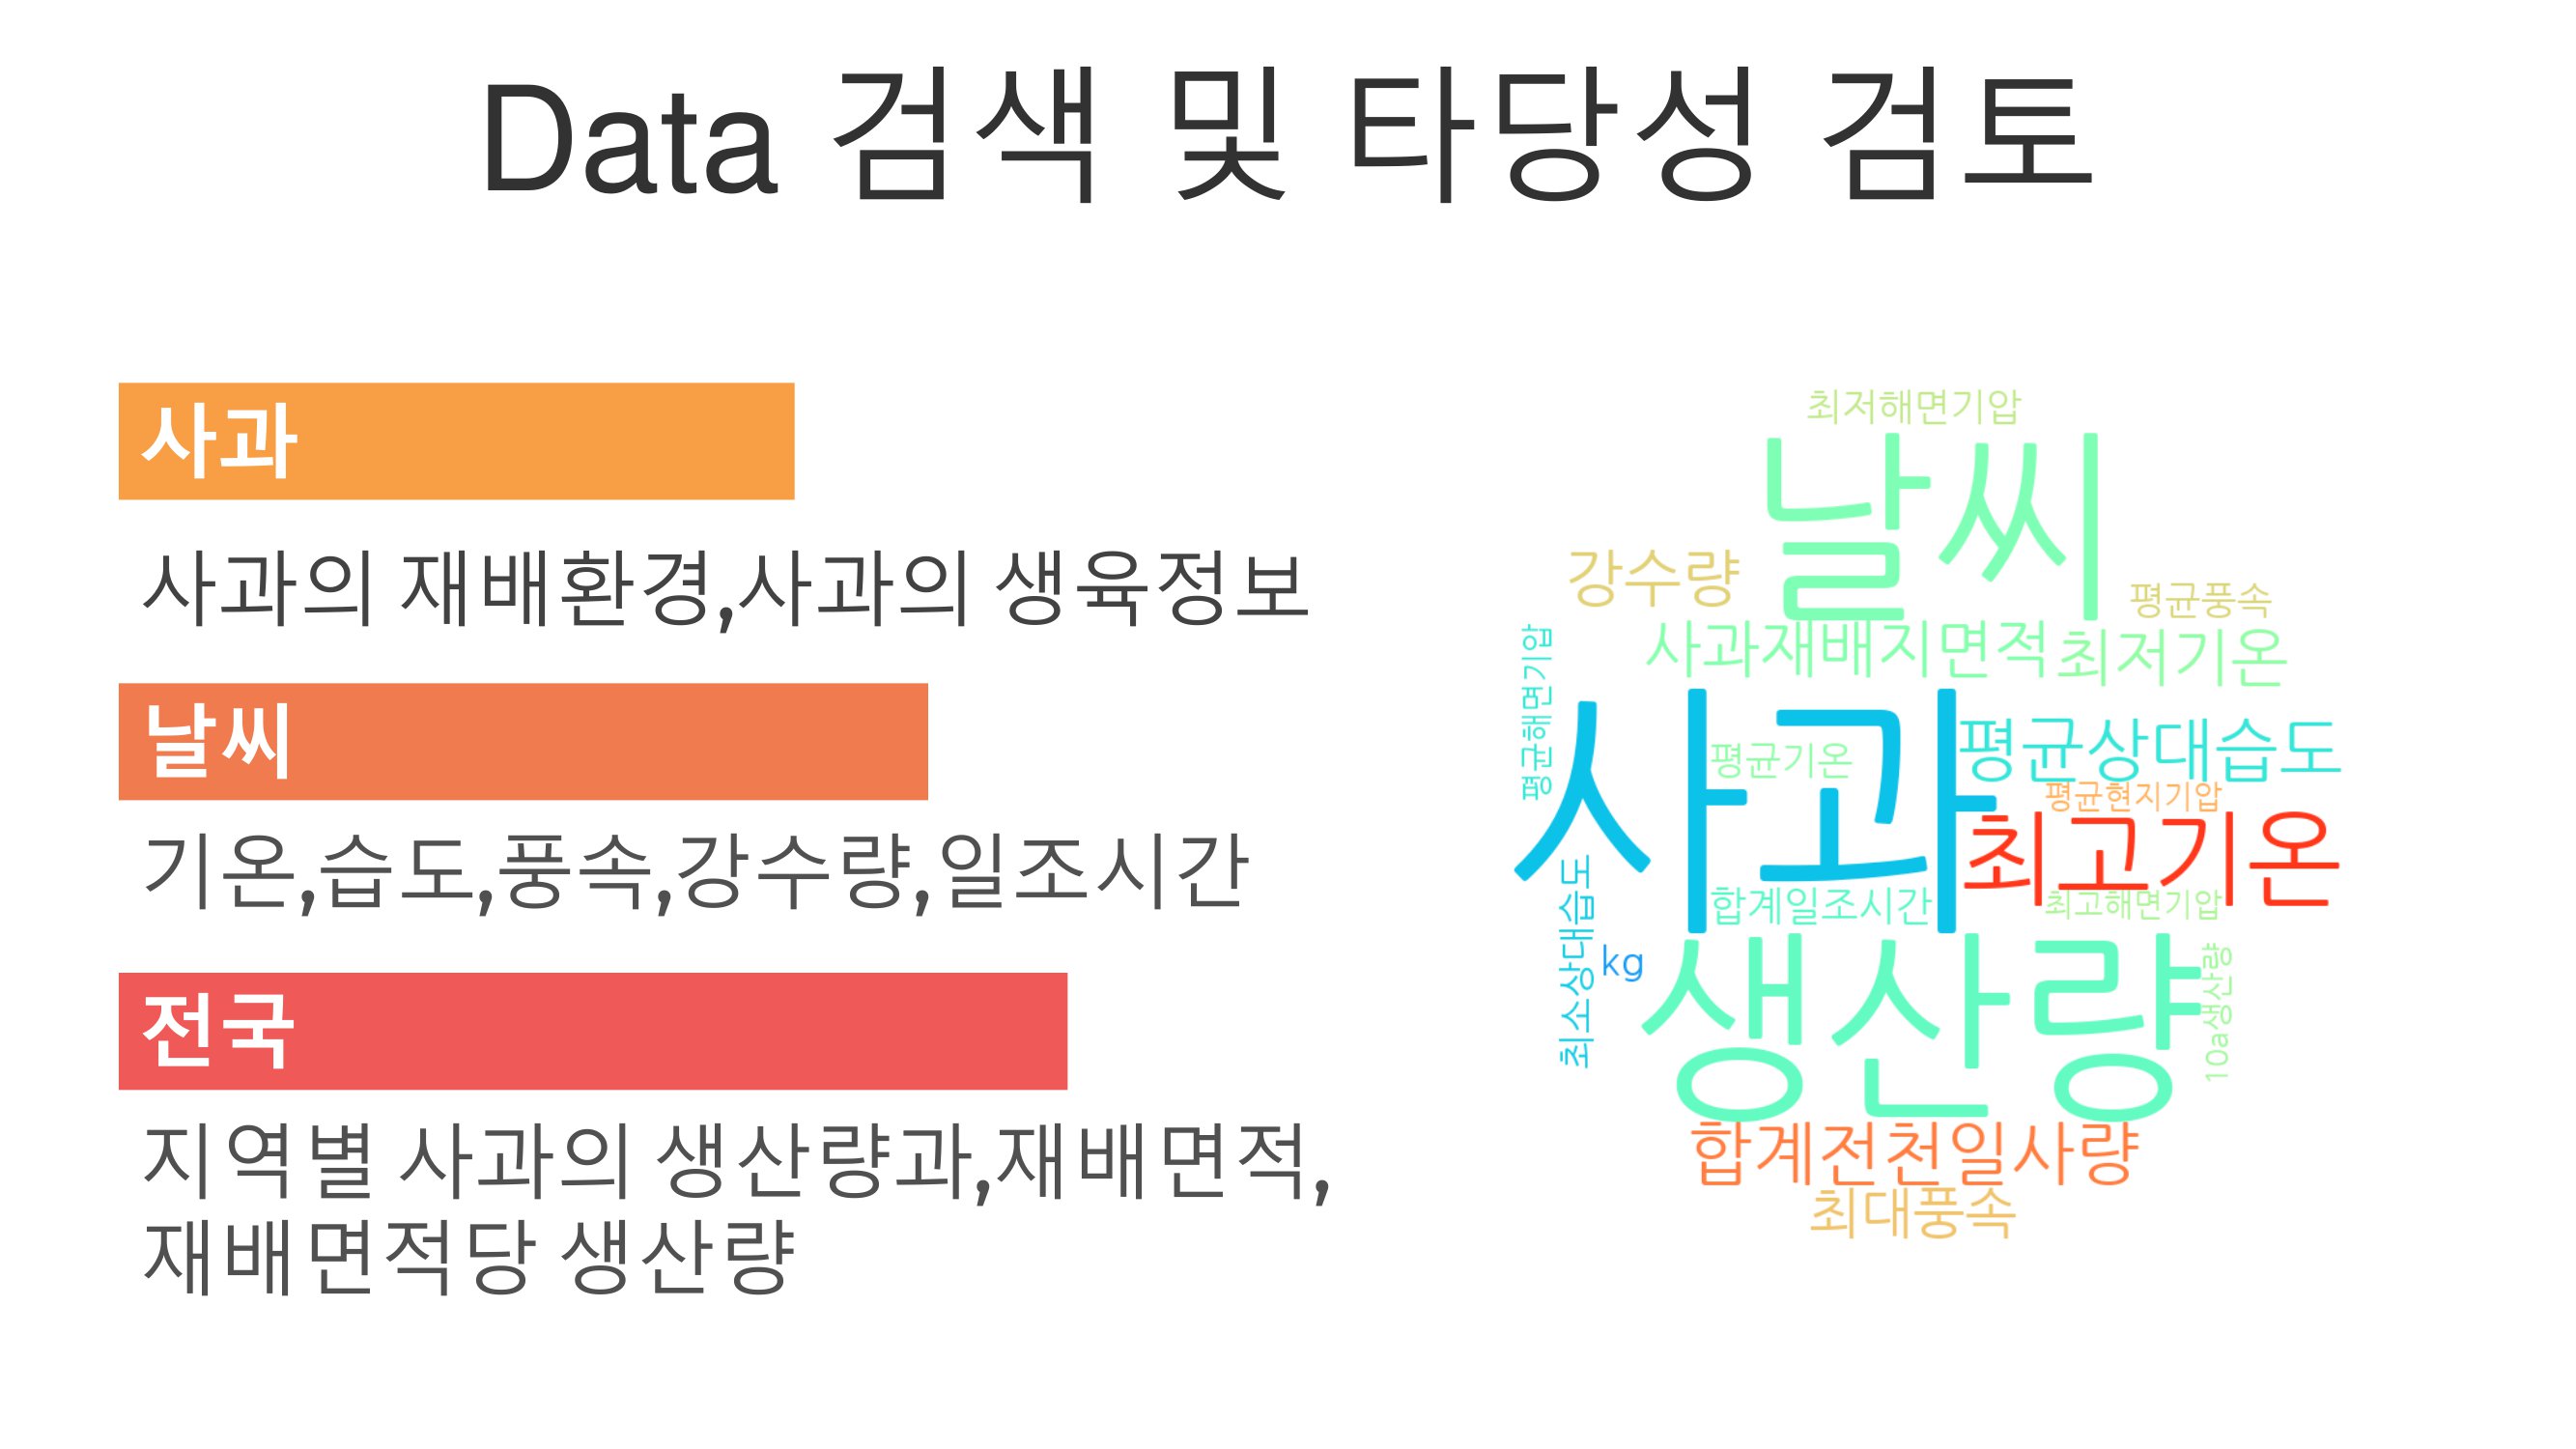 Data 검색 및 타당성 검토
사과
사과의 재배환경,사과의 생육정보
날씨
기온,습도,풍속,강수량,일조시간
전국
지역별 사과의 생산량과,재배면적,
재배면적당 생산량
최저해면기압
날씨
강수량
평균풍속
사과재배지면적
최저기온
평균해면기압
사과
평균기온
평균상대습도
평균현지기압
최고기온
합계일조시간
최고해면기압
최소상대습도
kg
생산량
10a생산량
합계전천일사량
최대풍속